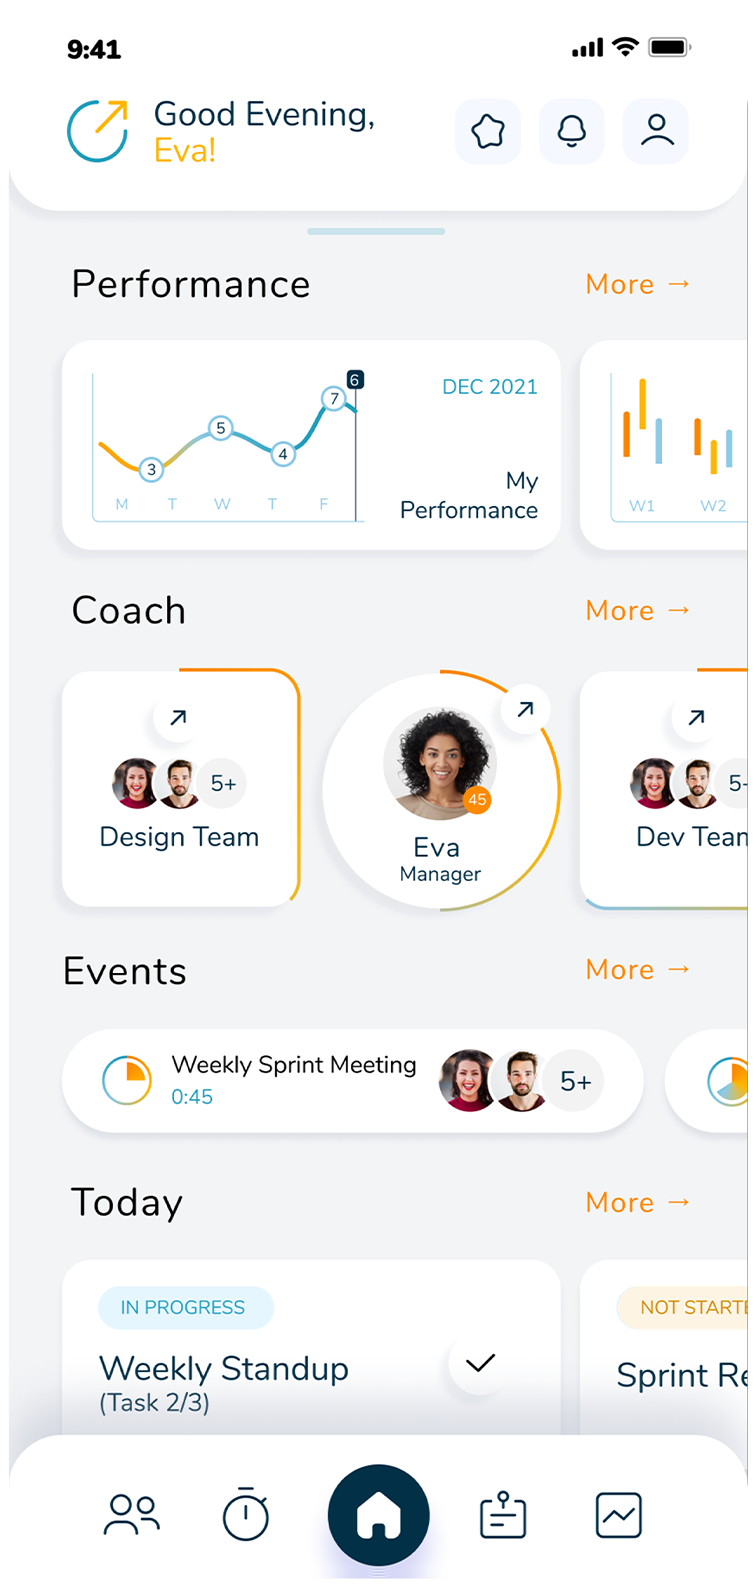 9:41
Good Evening,
Eva!
Performance
More →
6
7
5
4
3
M T W T F
DEC 2021
My
Performance
W1 W2
Coach
More →
5+
Design Team
45
Eva
Manager
5+
Dev Team
Events
More →
Weekly Sprint Meeting
0:45
5+
Today
More →
IN PROGRESS
Weekly Standup
(Task 2/3)
NOT STARTE
Sprint Re